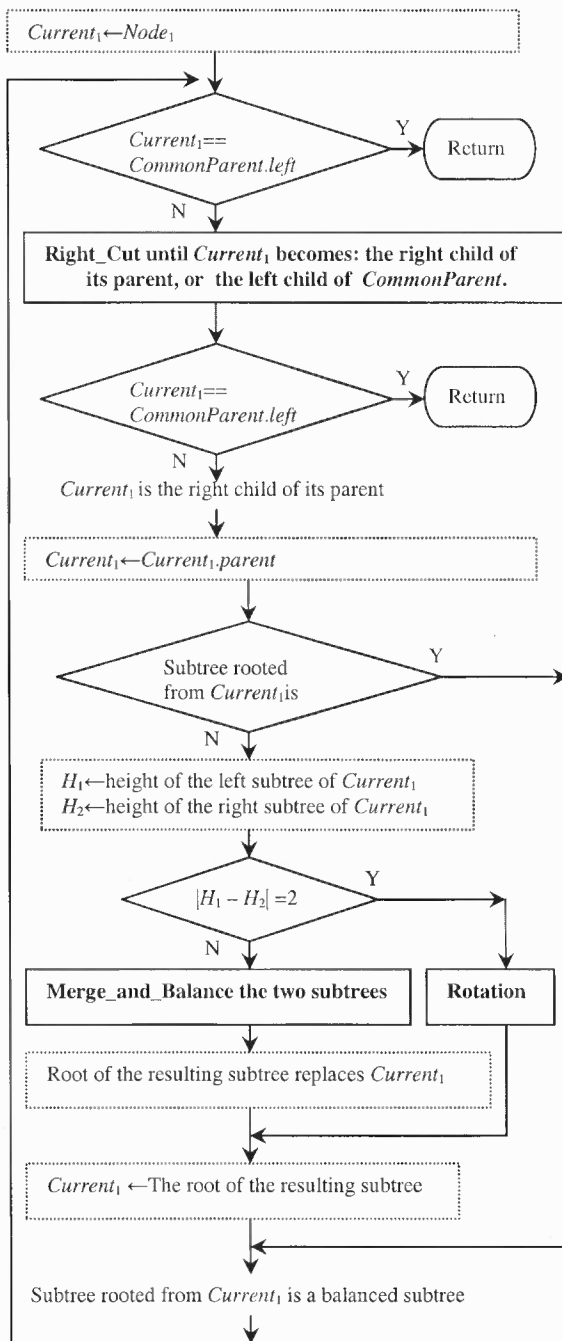 Current₁←Node₁
Current₁==
CommonParent.left
Y
Return
N
Right_Cut until Current₁ becomes: the right child of
its parent, or the left child of CommonParent.
Current₁==
CommonParent.left
Y
Return
N
Current₁ is the right child of its parent
Current₁←Current₁.parent
Subtree rooted
from Current₁is
Y
N
H₁←height of the left subtree of Current₁
H₂←height of the right subtree of Current₁
|H₁ – H₂| =2
Y
N
Merge_and_Balance the two subtrees
Rotation
Root of the resulting subtree replaces Current₁
Current₁ ←The root of the resulting subtree
Subtree rooted from Current₁ is a balanced subtree